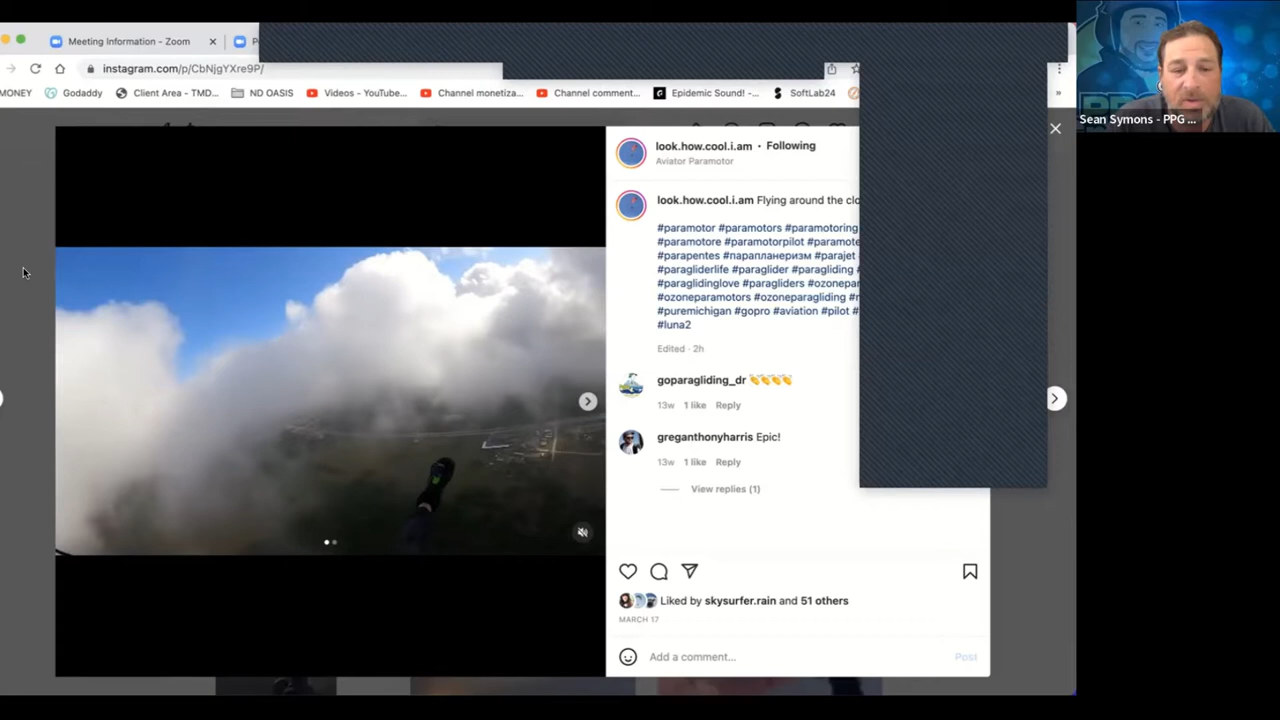 Meeting Information - Zoom
instagram.com/p/CbNjgYXre9P/
MONEY
Godaddy
Client Area - TMD...
ND OASIS
Videos - YouTube...
Channel monetiza...
Channel comment...
Epidemic Sound! -...
SoftLab24
»
Sean Symons - PPG ...
look.how.cool.i.am • Following
Aviator Paramotor
look.how.cool.i.am Flying around the
#paramotor #paramotors #paramotoring
#paramotore #paramotorpilot
#parapentes #парапланеризм #parajet
#paragliderlife #paraglider #paragliding
#paraglidinglove #paragliders
#ozoneparamotors #ozoneparagliding
#puremichigan #gopro #aviation #pilot
#luna2
Edited · 2h
goparagliding_dr 👏👏👏👏
13w 1 like Reply
greganthonyharris Epic!
13w 1 like Reply
View replies (1)
Liked by skysurfer.rain and 51 others
MARCH 17
Add a comment...
Post